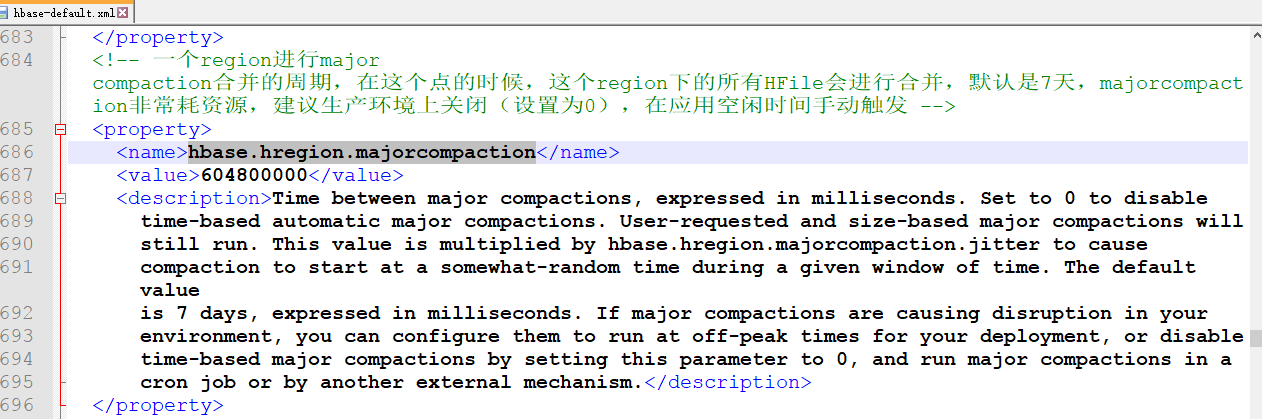 hbase-default.xml
683 </property>
684 <!-- 一个region进行major
compaction合并的周期，在这个点的时候，这个region下的所有HFile会进行合并，默认是7天，majorcompact
ion非常耗资源，建议生产环境上关闭（设置为0），在应用空闲时间手动触发 -->
685 <property>
686 <name>hbase.hregion.majorcompaction</name>
687 <value>604800000</value>
688 <description>Time between major compactions, expressed in milliseconds. Set to 0 to disable
689 time-based automatic major compactions. User-requested and size-based major compactions will
690 still run. This value is multiplied by hbase.hregion.majorcompaction.jitter to cause
691 compaction to start at a somewhat-random time during a given window of time. The default
value
692 is 7 days, expressed in milliseconds. If major compactions are causing disruption in your
693 environment, you can configure them to run at off-peak times for your deployment, or disable
694 time-based major compactions by setting this parameter to 0, and run major compactions in a
695 cron job or by another external mechanism.</description>
696 </property>